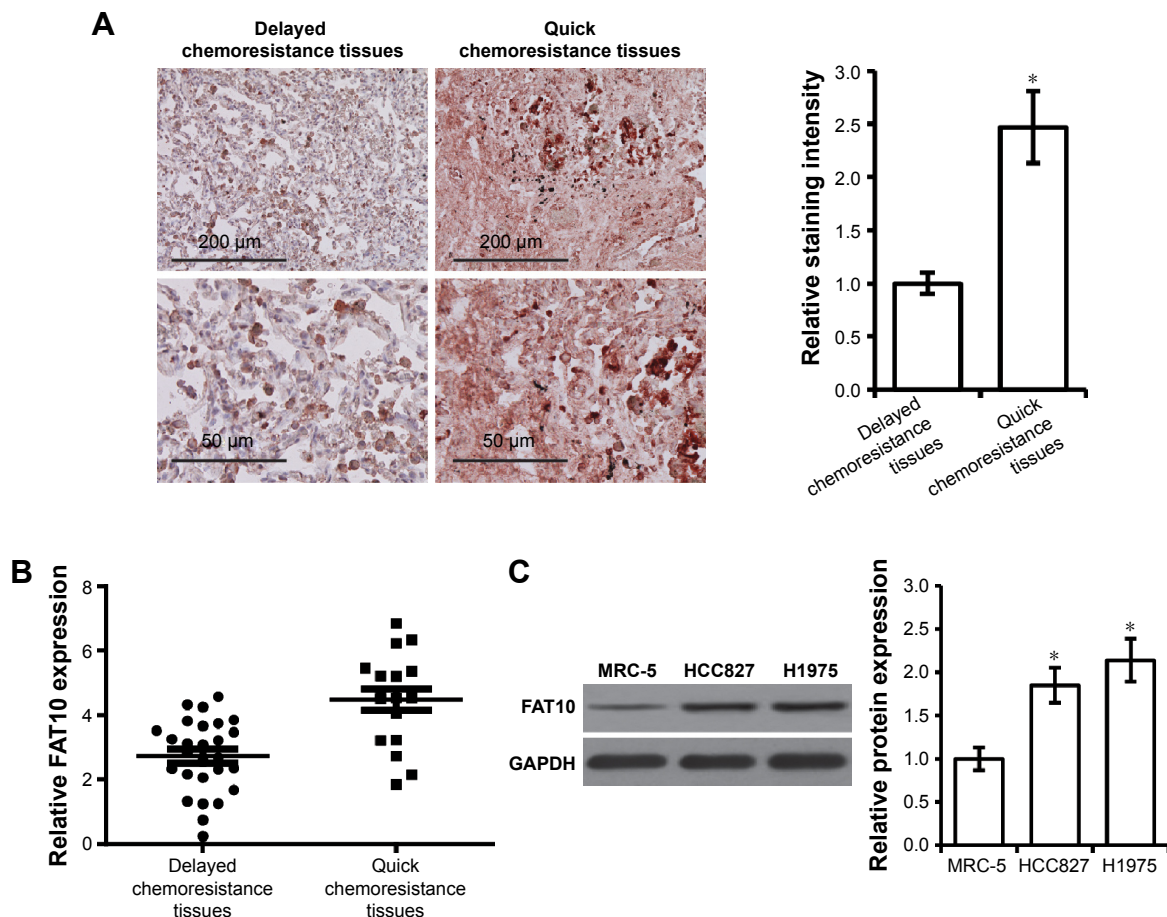 A
Delayed
chemoresistance tissues
Quick
chemoresistance tissues
200 µm
200 µm
50 µm
50 µm
Relative staining intensity
3.0
2.5
2.0
1.5
1.0
0.5
0.0
*
Delayed
chemoresistance
tissues
Quick
chemoresistance
tissues
B
Relative FAT10 expression
8
6
4
2
0
Delayed
chemoresistance
tissues
Quick
chemoresistance
tissues
C
MRC-5 HCC827 H1975
FAT10
GAPDH
Relative protein expression
3.0
2.5
2.0
1.5
1.0
0.5
0.0
*
*
MRC-5 HCC827 H1975